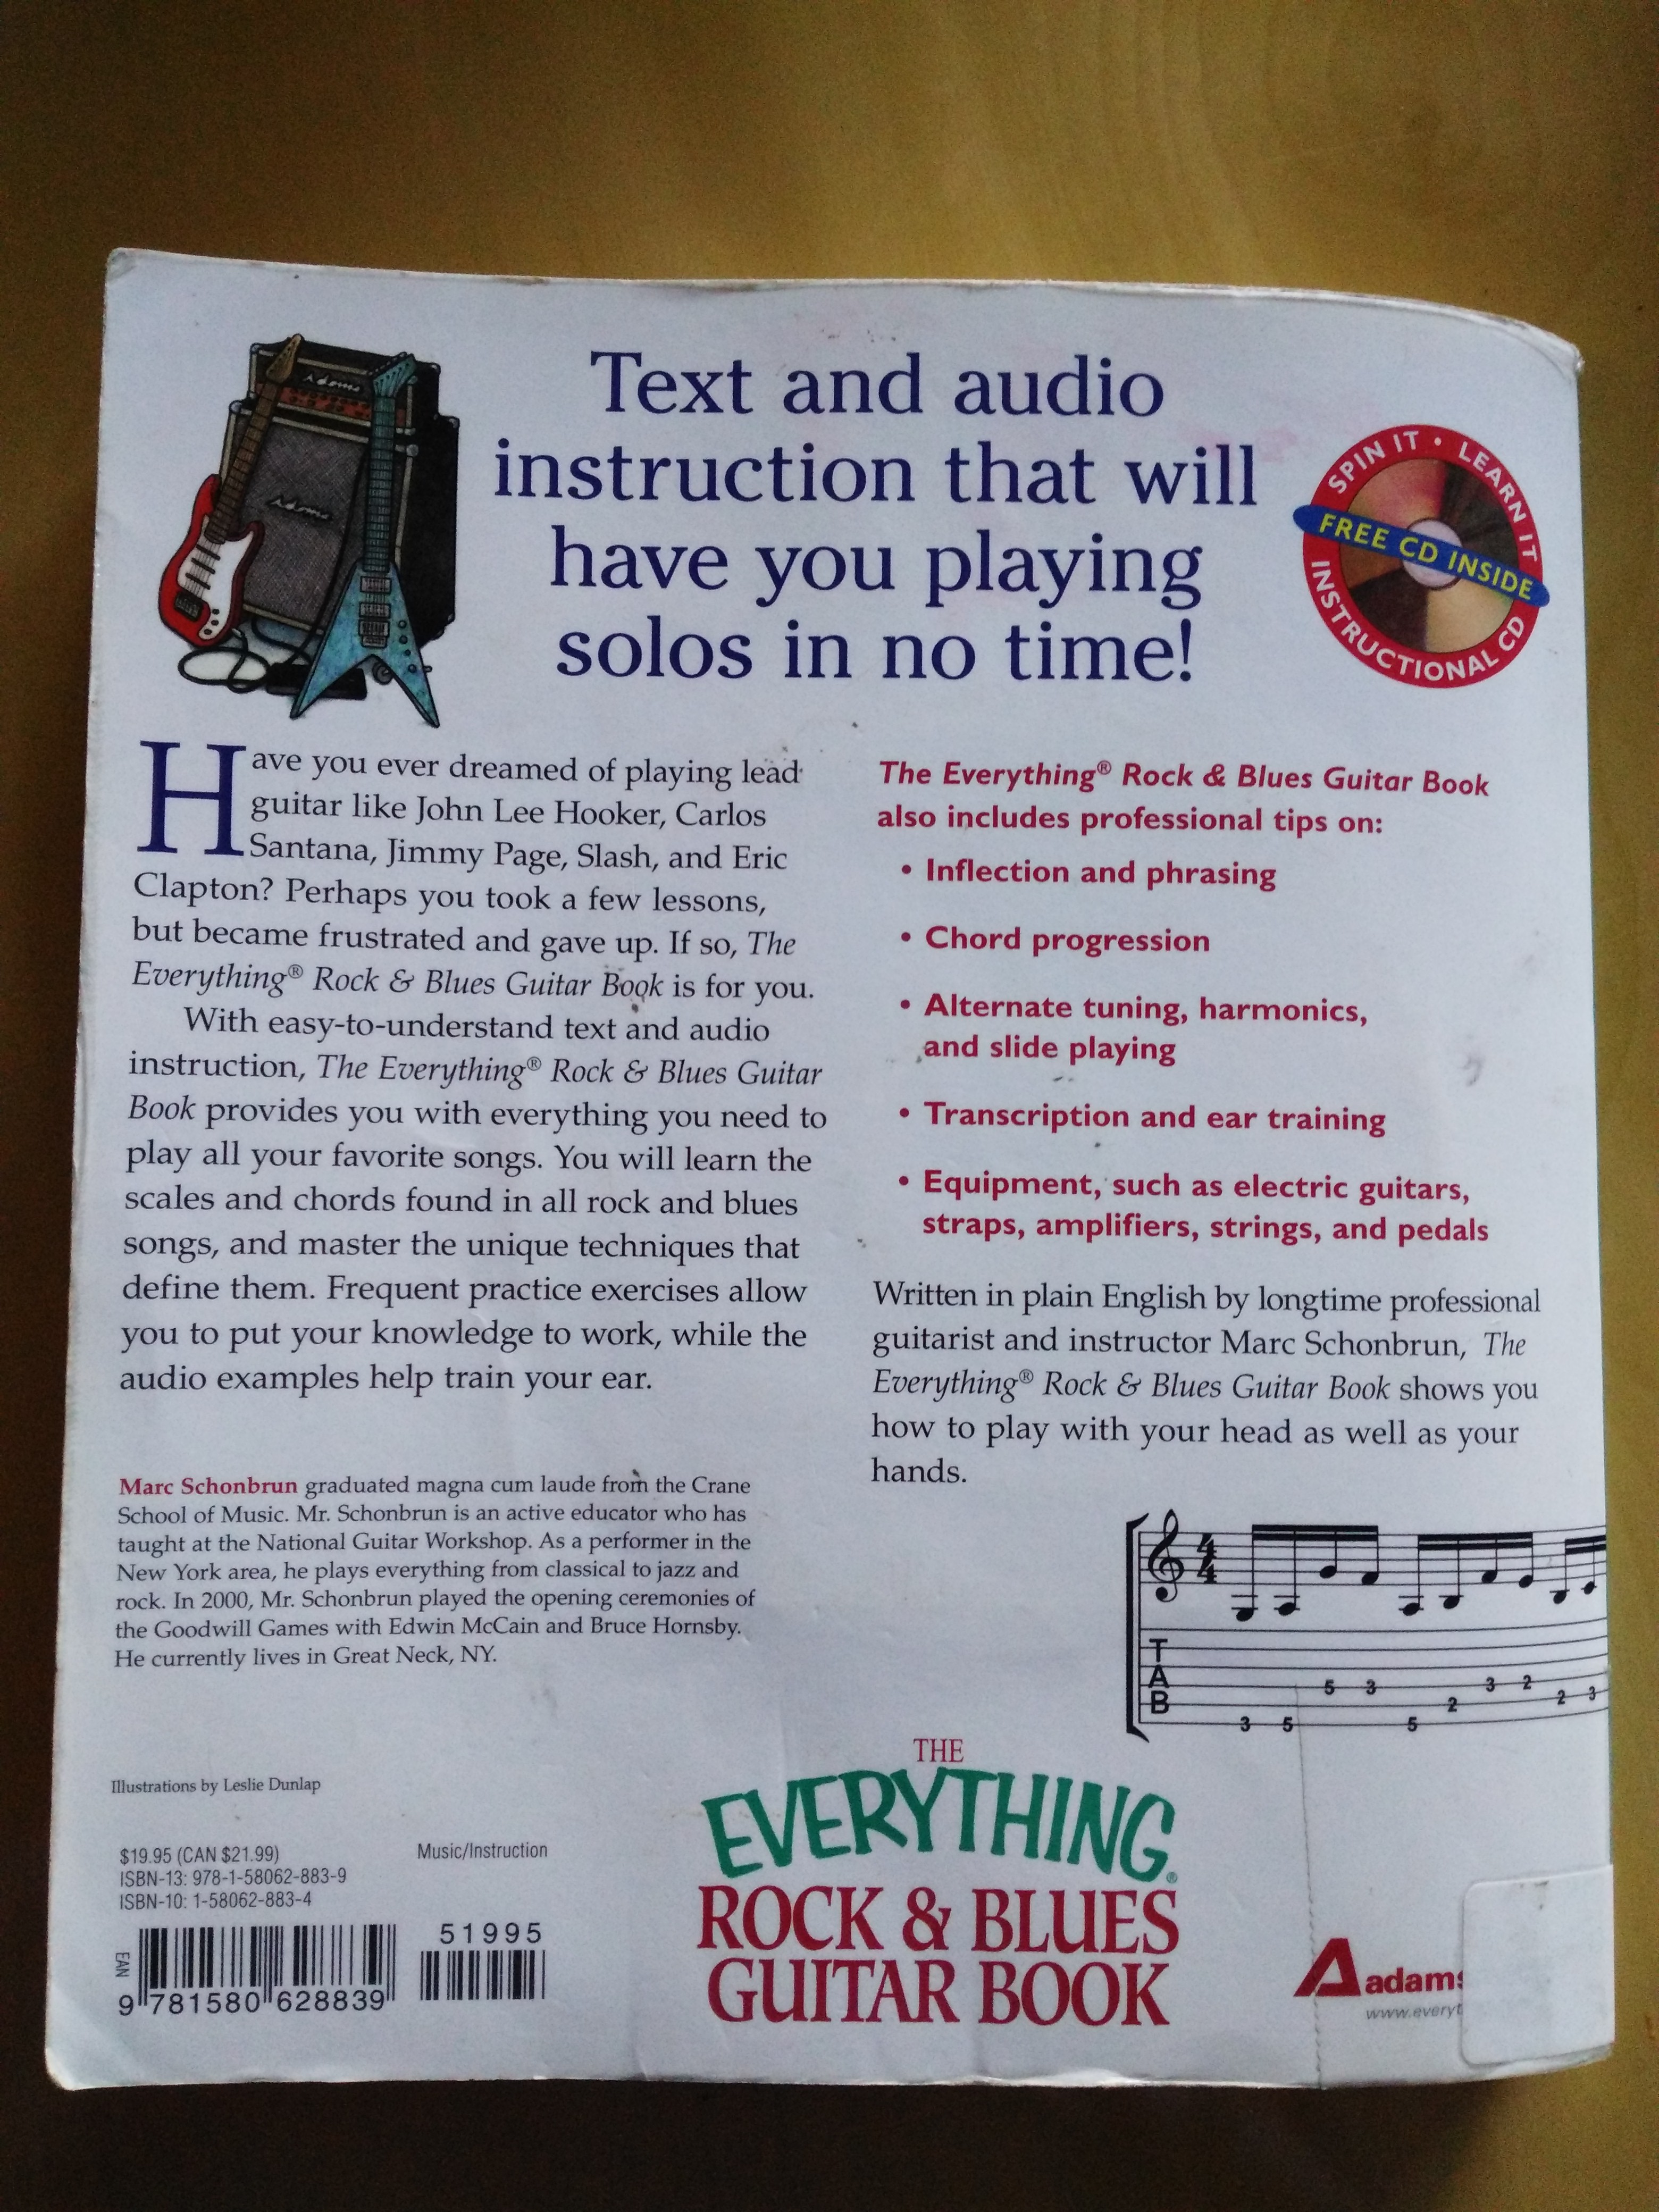 Adams
Adams
Text and audio
instruction that will
have you playing
solos in no time!
SPIN IT • LEARN IT
FREE CD INSIDE
INSTRUCTIONAL CD
Have you ever dreamed of playing lead
guitar like John Lee Hooker, Carlos
Santana, Jimmy Page, Slash, and Eric
Clapton? Perhaps you took a few lessons,
but became frustrated and gave up. If so, The
Everything® Rock & Blues Guitar Book is for you.
With easy-to-understand text and audio
instruction, The Everything® Rock & Blues Guitar
Book provides you with everything you need to
play all your favorite songs. You will learn the
scales and chords found in all rock and blues
songs, and master the unique techniques that
define them. Frequent practice exercises allow
you to put your knowledge to work, while the
audio examples help train your ear.
Marc Schonbrun graduated magna cum laude from the Crane
School of Music. Mr. Schonbrun is an active educator who has
taught at the National Guitar Workshop. As a performer in the
New York area, he plays everything from classical to jazz and
rock. In 2000, Mr. Schonbrun played the opening ceremonies of
the Goodwill Games with Edwin McCain and Bruce Hornsby.
He currently lives in Great Neck, NY.
The Everything® Rock & Blues Guitar Book
also includes professional tips on:
• Inflection and phrasing
• Chord progression
• Alternate tuning, harmonics,
and slide playing
• Transcription and ear training
• Equipment, such as electric guitars,
straps, amplifiers, strings, and pedals
Written in plain English by longtime professional
guitarist and instructor Marc Schonbrun, The
Everything® Rock & Blues Guitar Book shows you
how to play with your head as well as your
hands.
4
4
T
A
B
3 5 5 3 5 2 3 2 2 3
Illustrations by Leslie Dunlap
$19.95 (CAN $21.99)
ISBN-13: 978-1-58062-883-9
ISBN-10: 1-58062-883-4
Music/Instruction
EAN
9 781580 628839
51995
THE
EVERYTHING®
ROCK & BLUES
GUITAR BOOK
Aadams
www.everyt